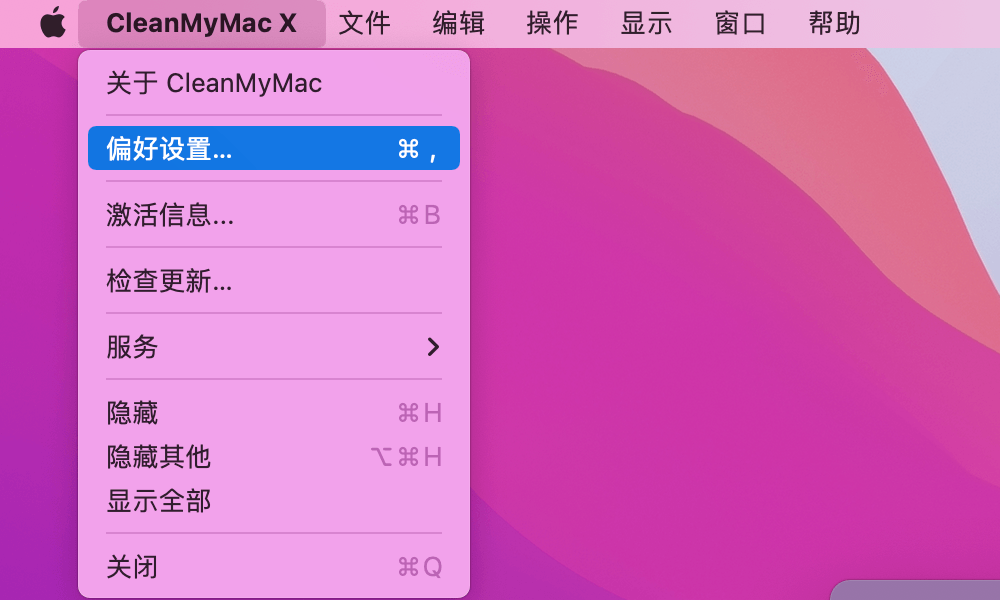 CleanMyMac X 文件 编辑 操作 显示 窗口 帮助
关于 CleanMyMac
偏好设置... ⌘ ,
激活信息... ⌘B
检查更新...
服务
隐藏 ⌘H
隐藏其他 ⌥⌘H
显示全部
关闭 ⌘Q